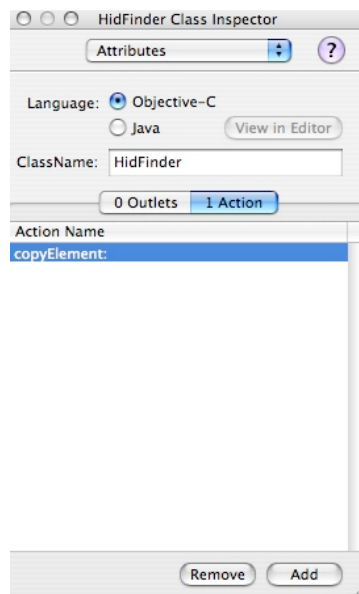 HidFinder Class Inspector
Attributes
?
Language: Objective-C
Java View in Editor
ClassName: HidFinder
0 Outlets 1 Action
Action Name
copyElement:
Remove Add